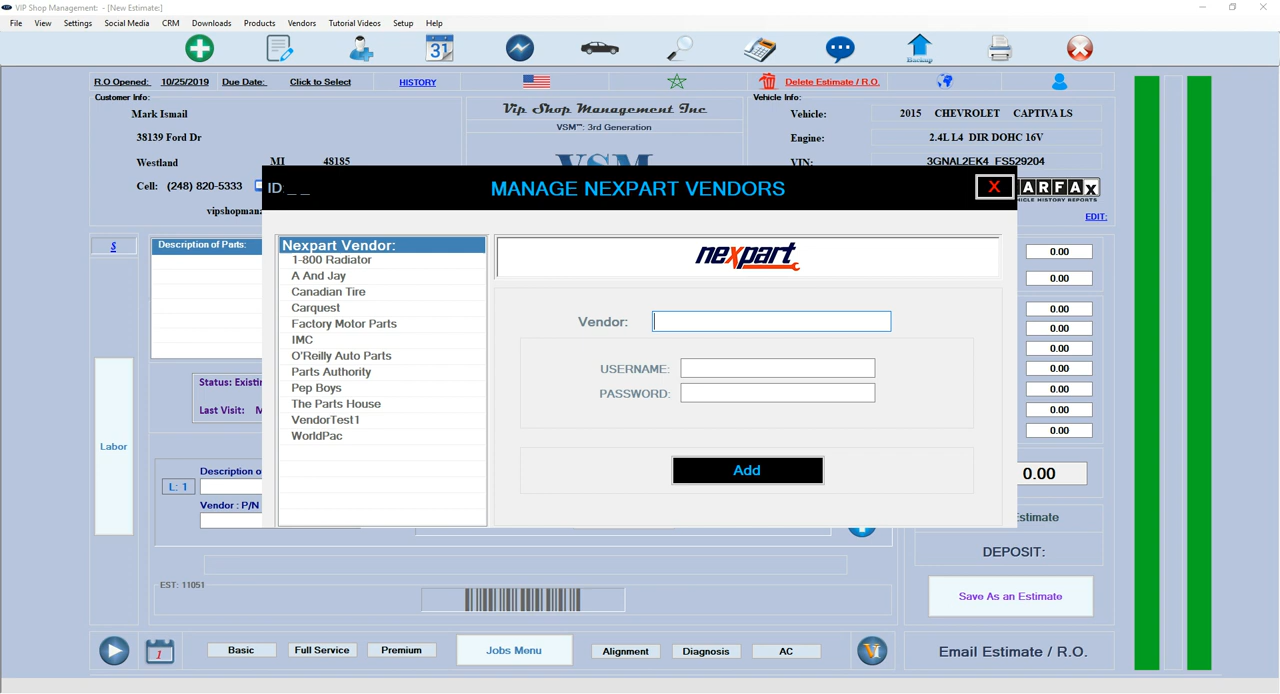 VIP Shop Management: - [New Estimate:]
File View Settings Social Media CRM Downloads Products Vendors Tutorial Videos Setup Help
31
Backup
R.O Opened: 10/25/2019 Due Date: Click to Select HISTORY Delete Estimate / R.O.
Customer Info:
Mark Ismail
38139 Ford Dr
Westland MI 48185
Cell: (248) 820-5333
vipshopmana
Vip Shop Management Inc
VSM™: 3rd Generation
VSM
Vehicle Info:
Vehicle: 2015 CHEVROLET CAPTIVA LS
Engine: 2.4L L4 DIR DOHC 16V
VIN: 3GNAL2EK4 FS529204
ARFAX
HICLE HISTORY REPORTS
EDIT:
ID: _ _ MANAGE NEXPART VENDORS X
Nexpart Vendor:
1-800 Radiator
A And Jay
Canadian Tire
Carquest
Factory Motor Parts
IMC
O'Reilly Auto Parts
Parts Authority
Pep Boys
The Parts House
VendorTest1
WorldPac
nexpart
Vendor:
USERNAME:
PASSWORD:
Add
S
Description of Parts:
Status: Existin
Last Visit: M
Labor
Description o
L: 1
Vendor : P/N
0.00
0.00
0.00
0.00
0.00
0.00
0.00
0.00
0.00
0.00
Estimate
DEPOSIT:
Save As an Estimate
EST: 11051
1
Basic Full Service Premium Jobs Menu Alignment Diagnosis AC
Email Estimate / R.O.